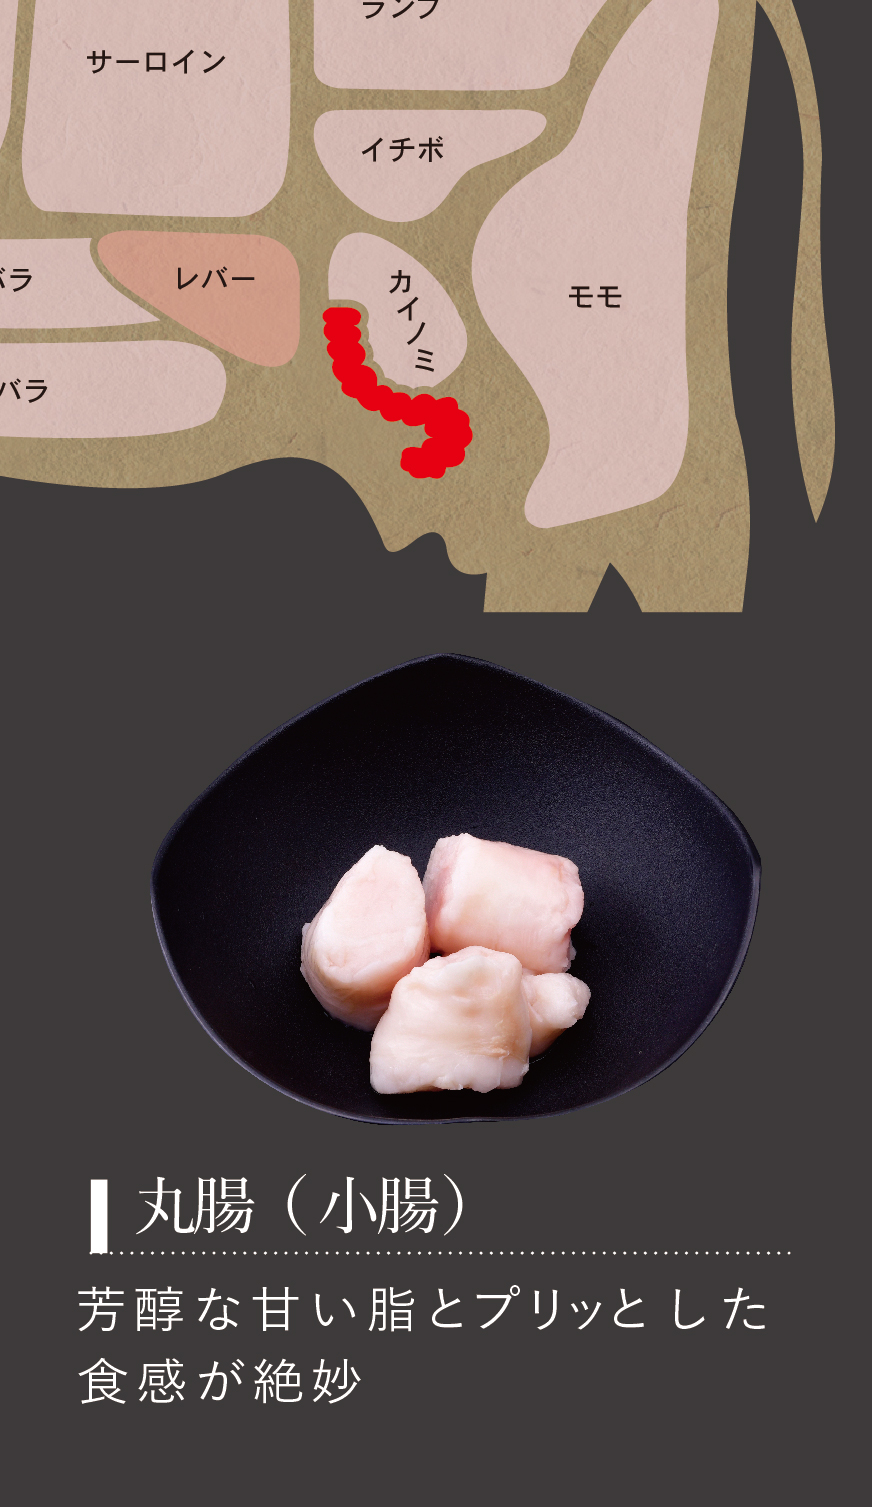 ランプ
サーロイン
イチボ
バラ
レバー
カイノミ
モモ
バラ
丸腸（小腸）
芳醇な甘い脂とプリッとした
食感が絶妙